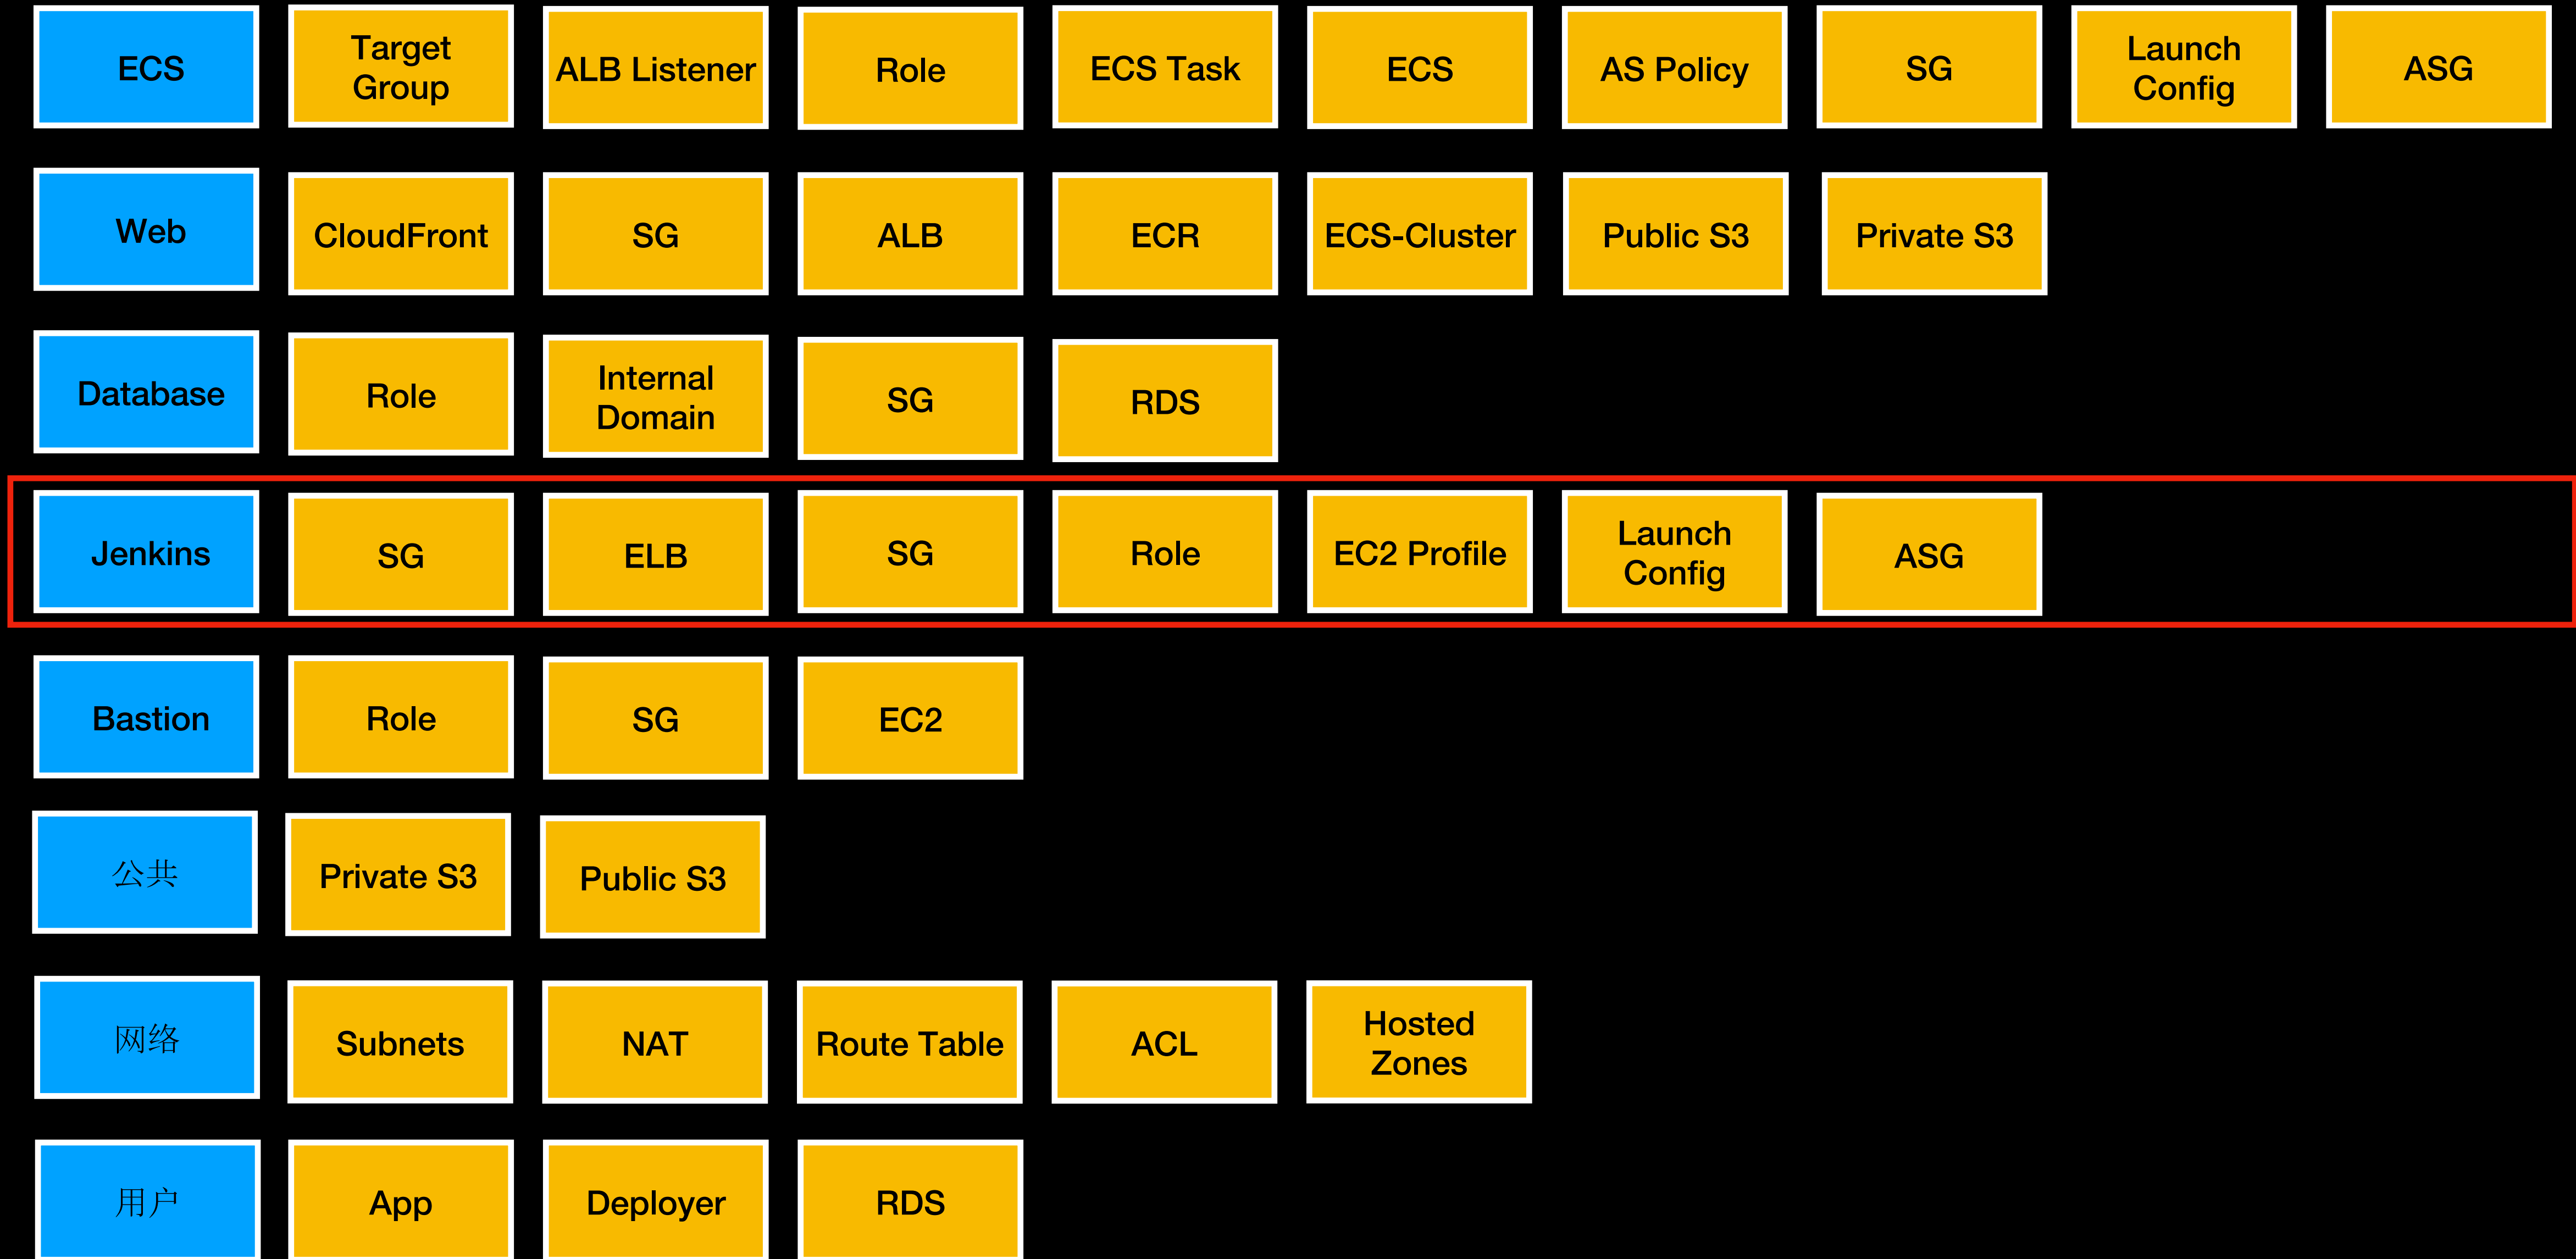 ECS
Target
Group
ALB Listener
Role
ECS Task
ECS
AS Policy
SG
Launch
Config
ASG
Web
CloudFront
SG
ALB
ECR
ECS-Cluster
Public S3
Private S3
Database
Role
Internal
Domain
SG
RDS
Jenkins
SG
ELB
SG
Role
EC2 Profile
Launch
Config
ASG
Bastion
Role
SG
EC2
公共
Private S3
Public S3
网络
Subnets
NAT
Route Table
ACL
Hosted
Zones
用户
App
Deployer
RDS